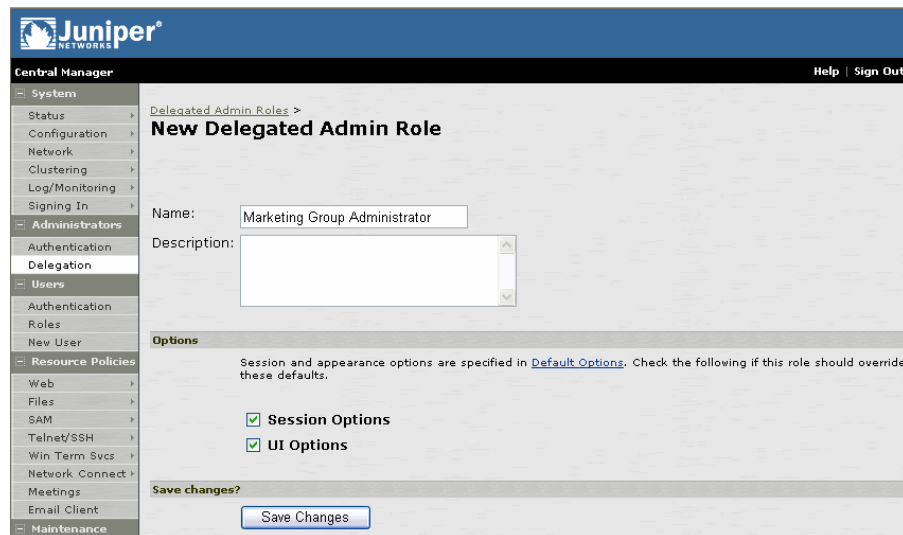 Juniper®
NETWORKS
Central Manager
Help | Sign Out
System
Status
Configuration
Network
Clustering
Log/Monitoring
Signing In
Administrators
Authentication
Delegation
Users
Authentication
Roles
New User
Resource Policies
Web
Files
SAM
Telnet/SSH
Win Term Svcs
Network Connect
Meetings
Email Client
Maintenance
Delegated Admin Roles >
New Delegated Admin Role
Name: Marketing Group Administrator
Description:
Options
Session and appearance options are specified in Default Options. Check the following if this role should override
these defaults.
Session Options
UI Options
Save changes?
Save Changes